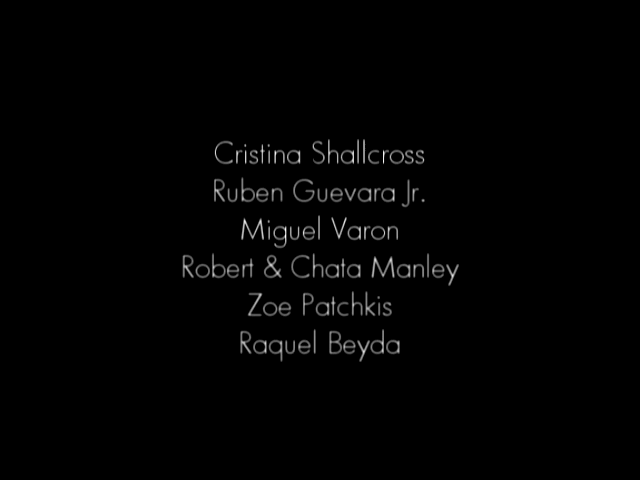 Cristina Shallcross
Ruben Guevara Jr.
Miguel Varon
Robert & Chata Manley
Zoe Patchkis
Raquel Beyda